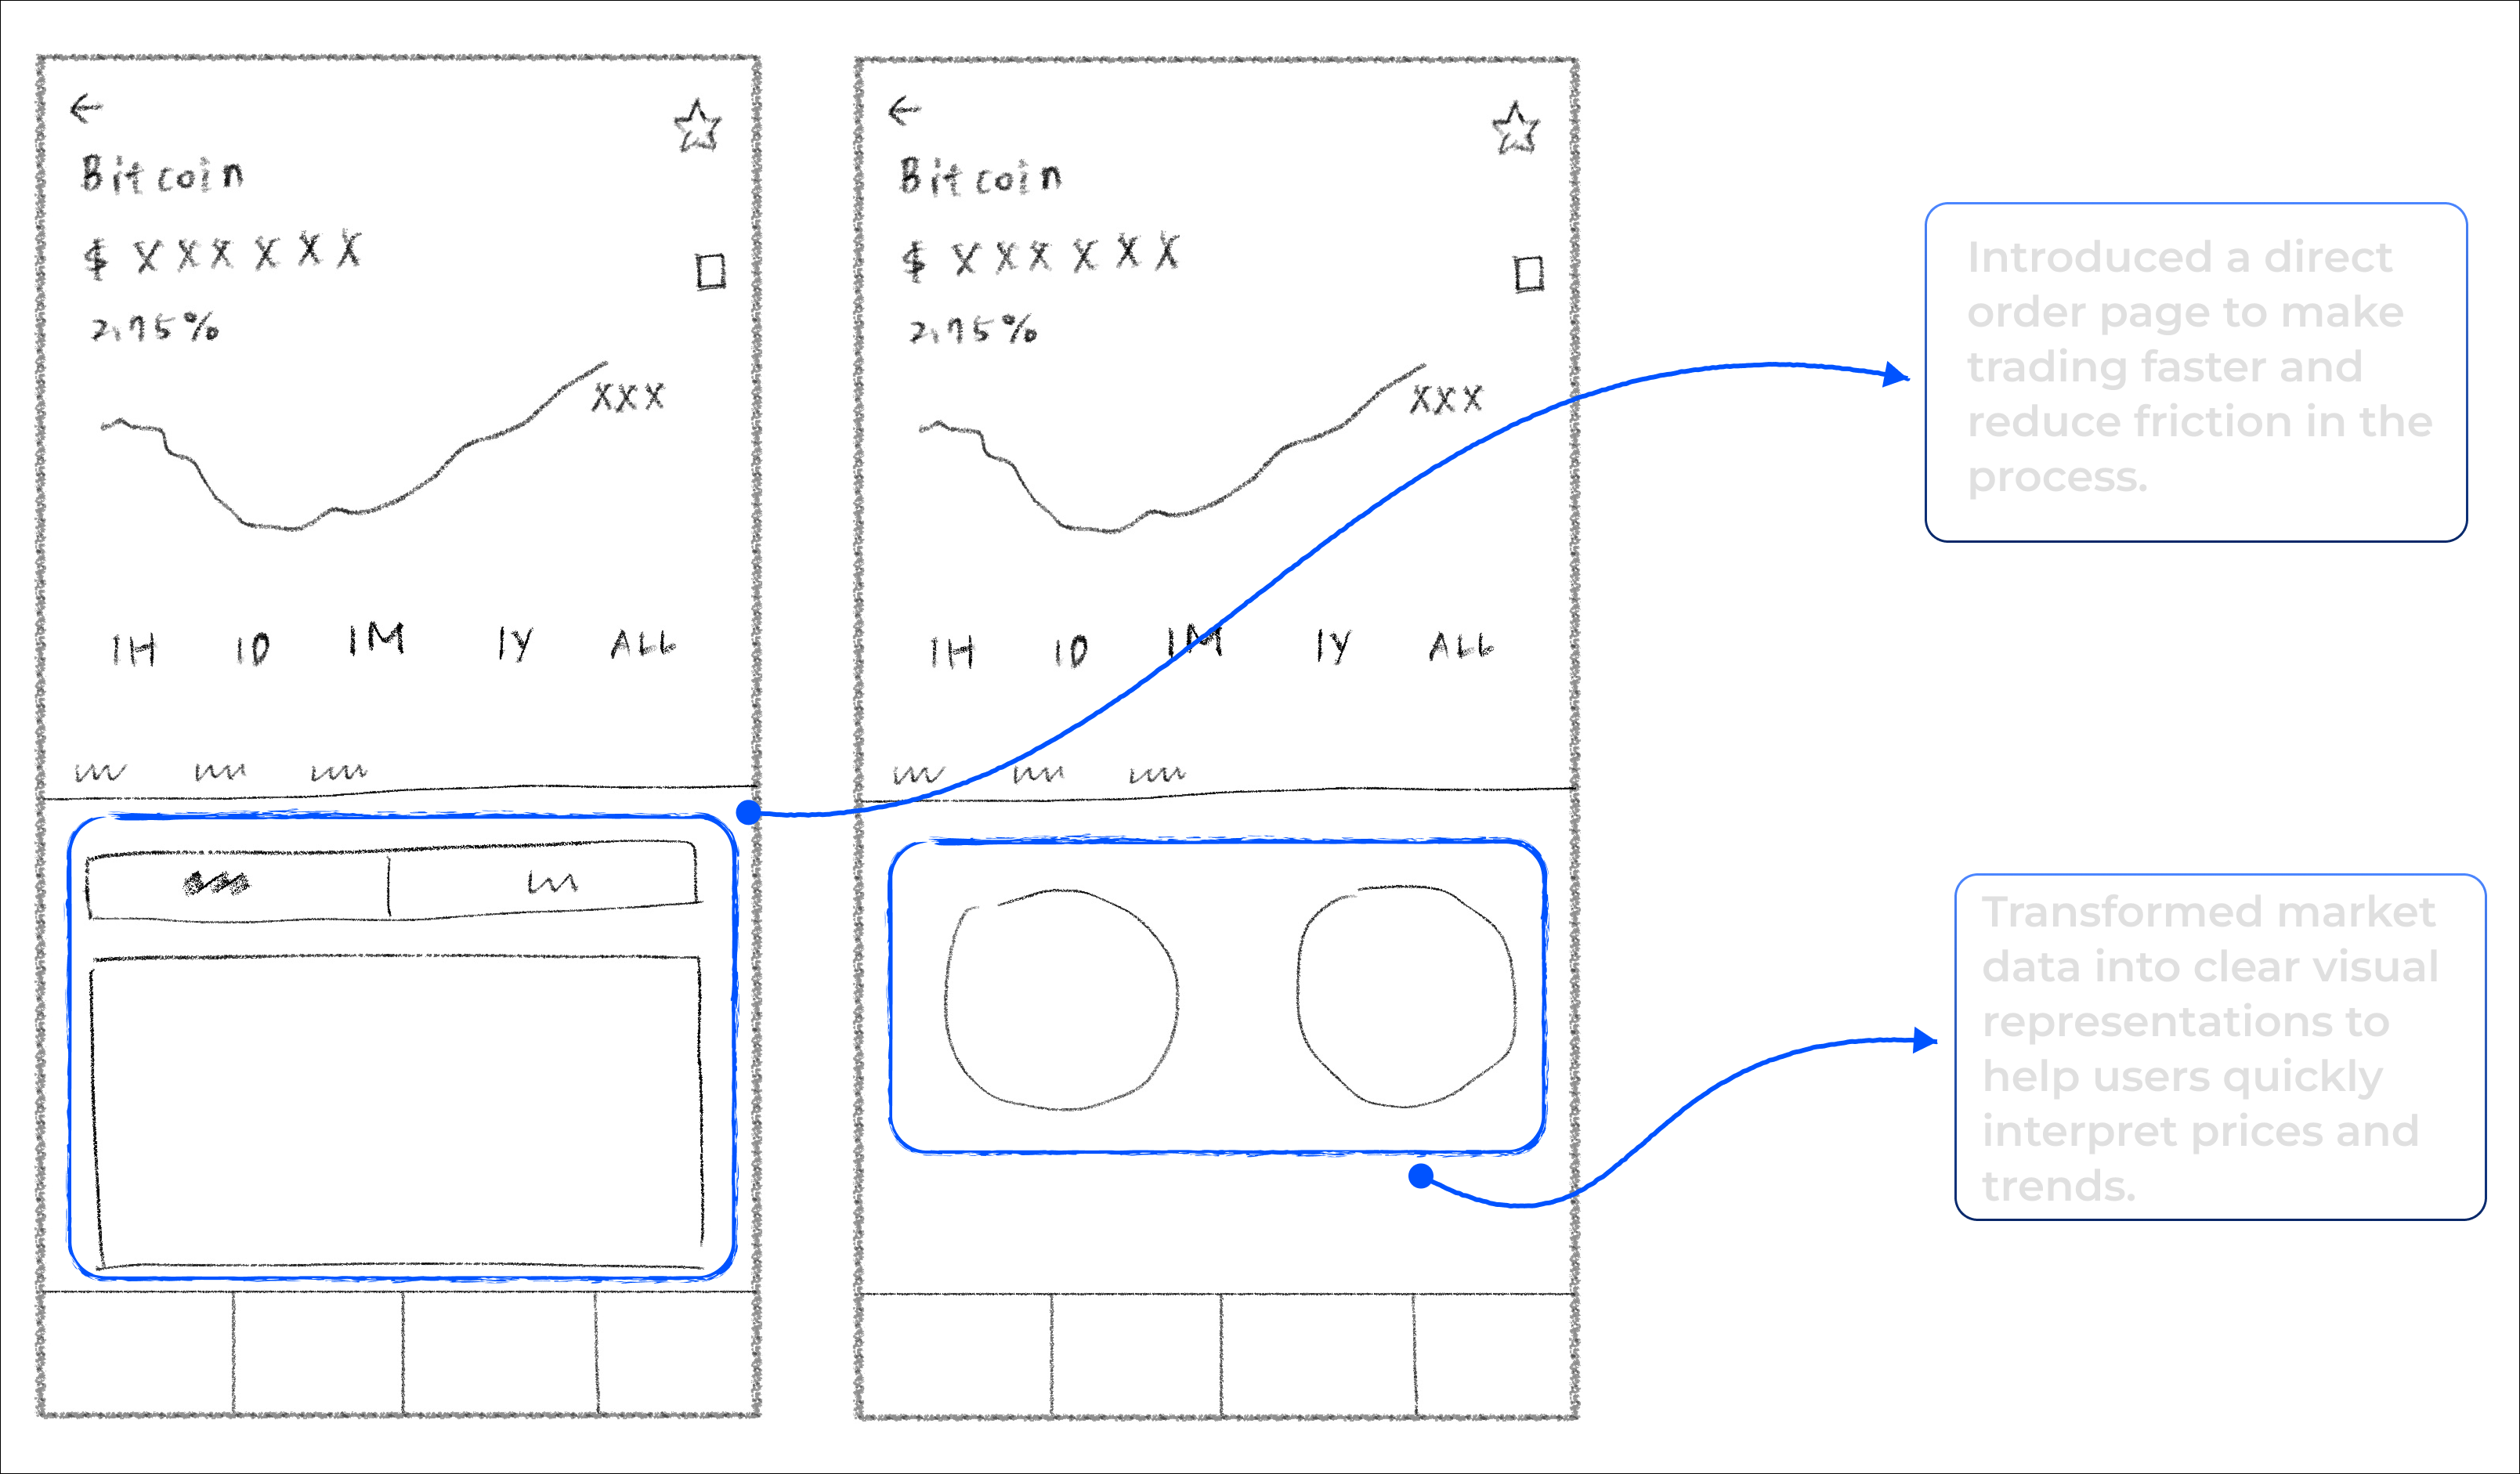 Bitcoin
$ XXXXXX
2.75%
XXX
1H 1D 1M 1Y ALL
Bitcoin
$ XXXXXX
2.75%
XXX
1H 1D 1M 1Y ALL
Introduced a direct
order page to make
trading faster and
reduce friction in the
process.
Transformed market
data into clear visual
representations to
help users quickly
interpret prices and
trends.